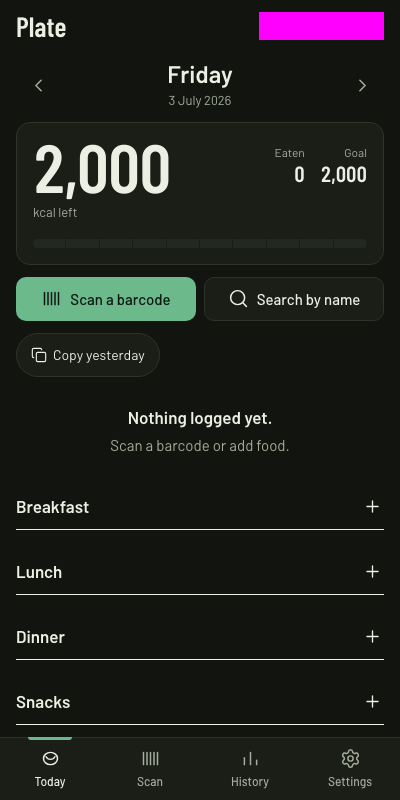 Plate
Friday
3 July 2026
2,000
kcal left
Eaten
0
Goal
2,000
Scan a barcode
Search by name
Copy yesterday
Nothing logged yet.
Scan a barcode or add food.
Breakfast
Lunch
Dinner
Snacks
Today
Scan
History
Settings